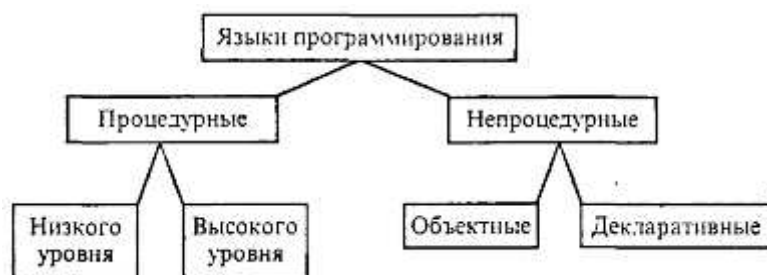 Языки программирования
Процедурные
Непроцедурные
Низкого
уровня
Высокого
уровня
Объектные
Декларативные